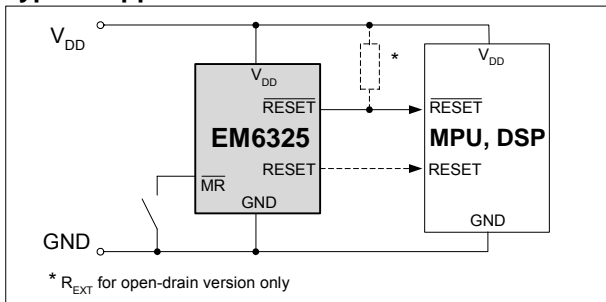 V_DD
*
V_DD
V_DD
RESET
RESET
EM6325
MPU, DSP
RESET
RESET
MR
GND
GND
GND
* R_EXT for open-drain version only